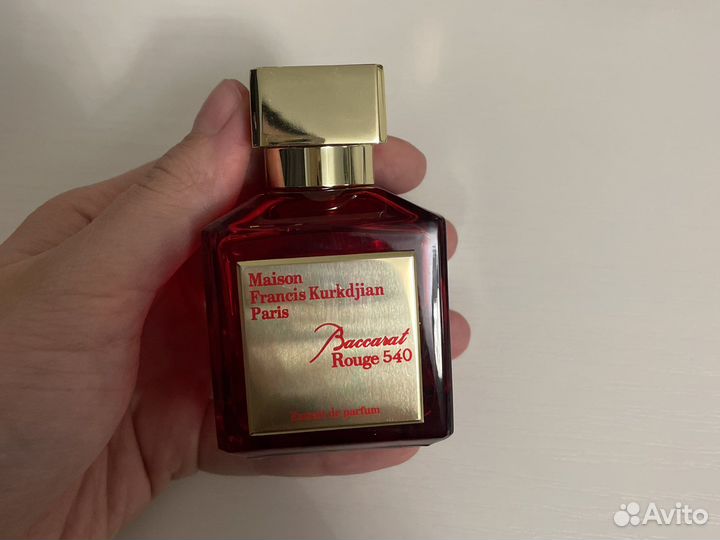 Maison
Francis Kurkdjian
Paris
Baccarat
Rouge 540
Extrait de parfum
Avito